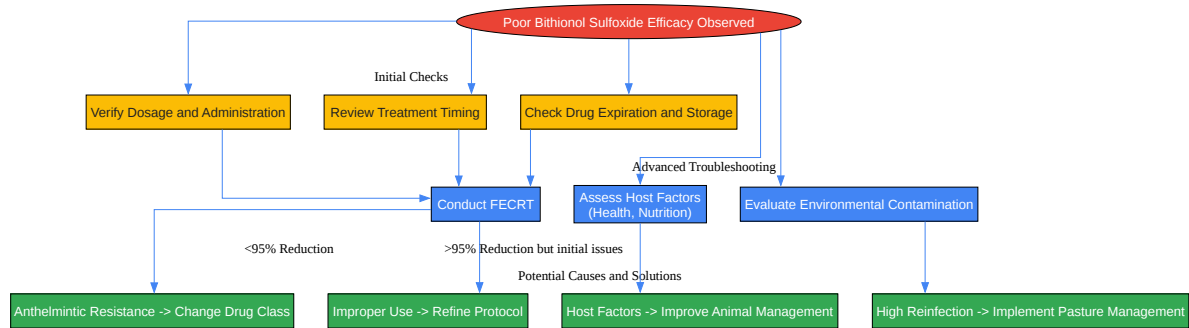 Poor Bithionol Sulfoxide Efficacy Observed
Initial Checks
Verify Dosage and Administration
Review Treatment Timing
Check Drug Expiration and Storage
Advanced Troubleshooting
Conduct FECRT
Assess Host Factors
(Health, Nutrition)
Evaluate Environmental Contamination
<95% Reduction
>95% Reduction but initial issues
Potential Causes and Solutions
Anthelmintic Resistance -> Change Drug Class
Improper Use -> Refine Protocol
Host Factors -> Improve Animal Management
High Reinfection -> Implement Pasture Management